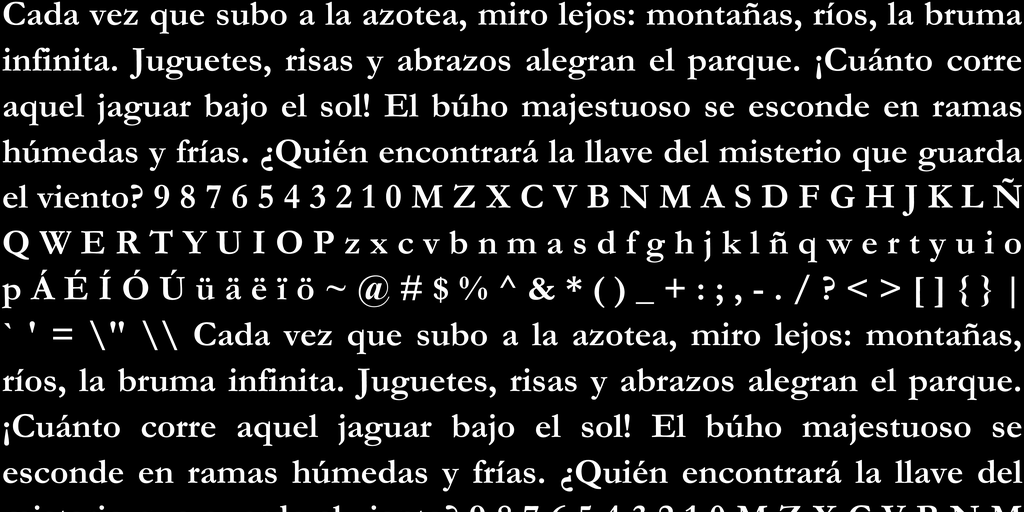 Cada vez que subo a la azotea, miro lejos: montañas, ríos, la bruma
infinita. Juguetes, risas y abrazos alegran el parque. ¡Cuánto corre
aquel jaguar bajo el sol! El búho majestuoso se esconde en ramas
húmedas y frías. ¿Quién encontrará la llave del misterio que guarda
el viento? 9 8 7 6 5 4 3 2 1 0 M Z X C V B N M A S D F G H J K L Ñ
Q W E R T Y U I O P z x c v b n m a s d f g h j k l ñ q w e r t y u i o
p Á É Í Ó Ú ü ä ë ï ö ~ @ # $ % ^ & * ( ) _ + : ; , - . / ? < > [ ] { } |
` ' = \" \\ Cada vez que subo a la azotea, miro lejos: montañas,
ríos, la bruma infinita. Juguetes, risas y abrazos alegran el parque.
¡Cuánto corre aquel jaguar bajo el sol! El búho majestuoso se
esconde en ramas húmedas y frías. ¿Quién encontrará la llave del